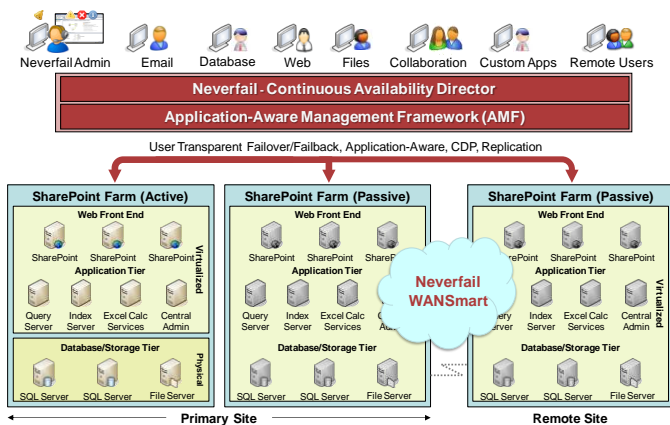 Neverfail Admin
Email
Database
Web
Files
Collaboration
Custom Apps
Remote Users
Neverfail - Continuous Availability Director
Application-Aware Management Framework (AMF)
User Transparent Failover/Failback, Application-Aware, CDP, Replication
SharePoint Farm (Active)
Web Front End
SharePoint
SharePoint
SharePoint
Application Tier
Query Server
Index Server
Excel Calc Services
Central Admin
Virtualized
Database/Storage Tier
SQL Server
SQL Server
File Server
Physical
SharePoint Farm (Passive)
Web Front End
SharePoint
SharePoint
SharePoint
Application Tier
Query Server
Index Server
Excel Calc Services
Database/Storage Tier
SQL Server
SQL Server
File Server
Neverfail
WANSmart
SharePoint Farm (Passive)
Web Front End
SharePoint
SharePoint
SharePoint
Application Tier
Query Server
Index Server
Excel Calc Services
Central Admin
Virtualized
Database/Storage Tier
SQL Server
SQL Server
File Server
Primary Site
Remote Site